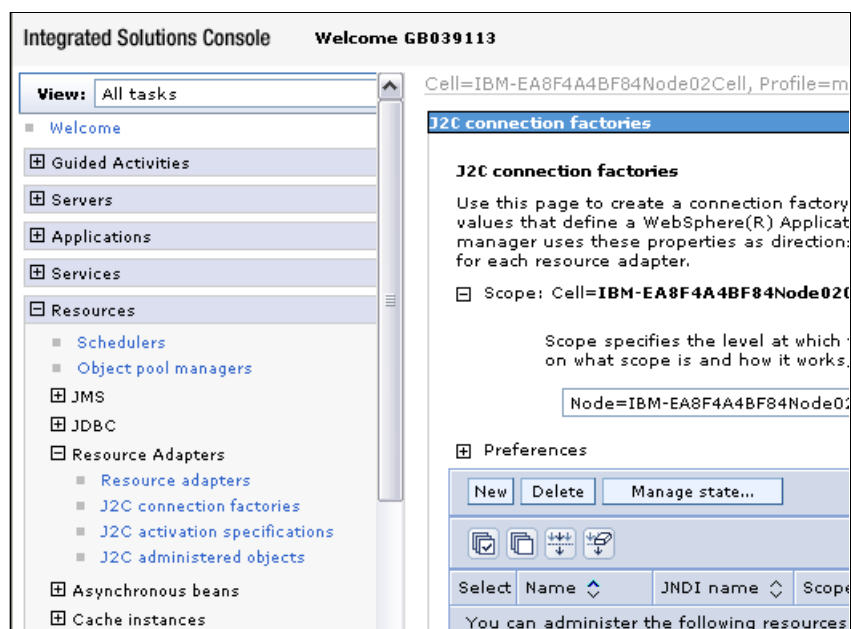 Integrated Solutions Console Welcome GB039113
View: All tasks
Welcome
Guided Activities
Servers
Applications
Services
Resources
Schedulers
Object pool managers
JMS
JDBC
Resource Adapters
Resource adapters
J2C connection factories
J2C activation specifications
J2C administered objects
Asynchronous beans
Cache instances
Cell=IBM-EA8F4A4BF84Node02Cell, Profile=m
J2C connection factories
J2C connection factories
Use this page to create a connection factory
values that define a WebSphere(R) Applicat
manager uses these properties as direction
for each resource adapter.
Scope: Cell=IBM-EA8F4A4BF84Node02
Scope specifies the level at which
on what scope is and how it works,
Node=IBM-EA8F4A4BF84Node02
Preferences
New Delete Manage state...
Select Name JNDI name Scope
You can administer the following resources